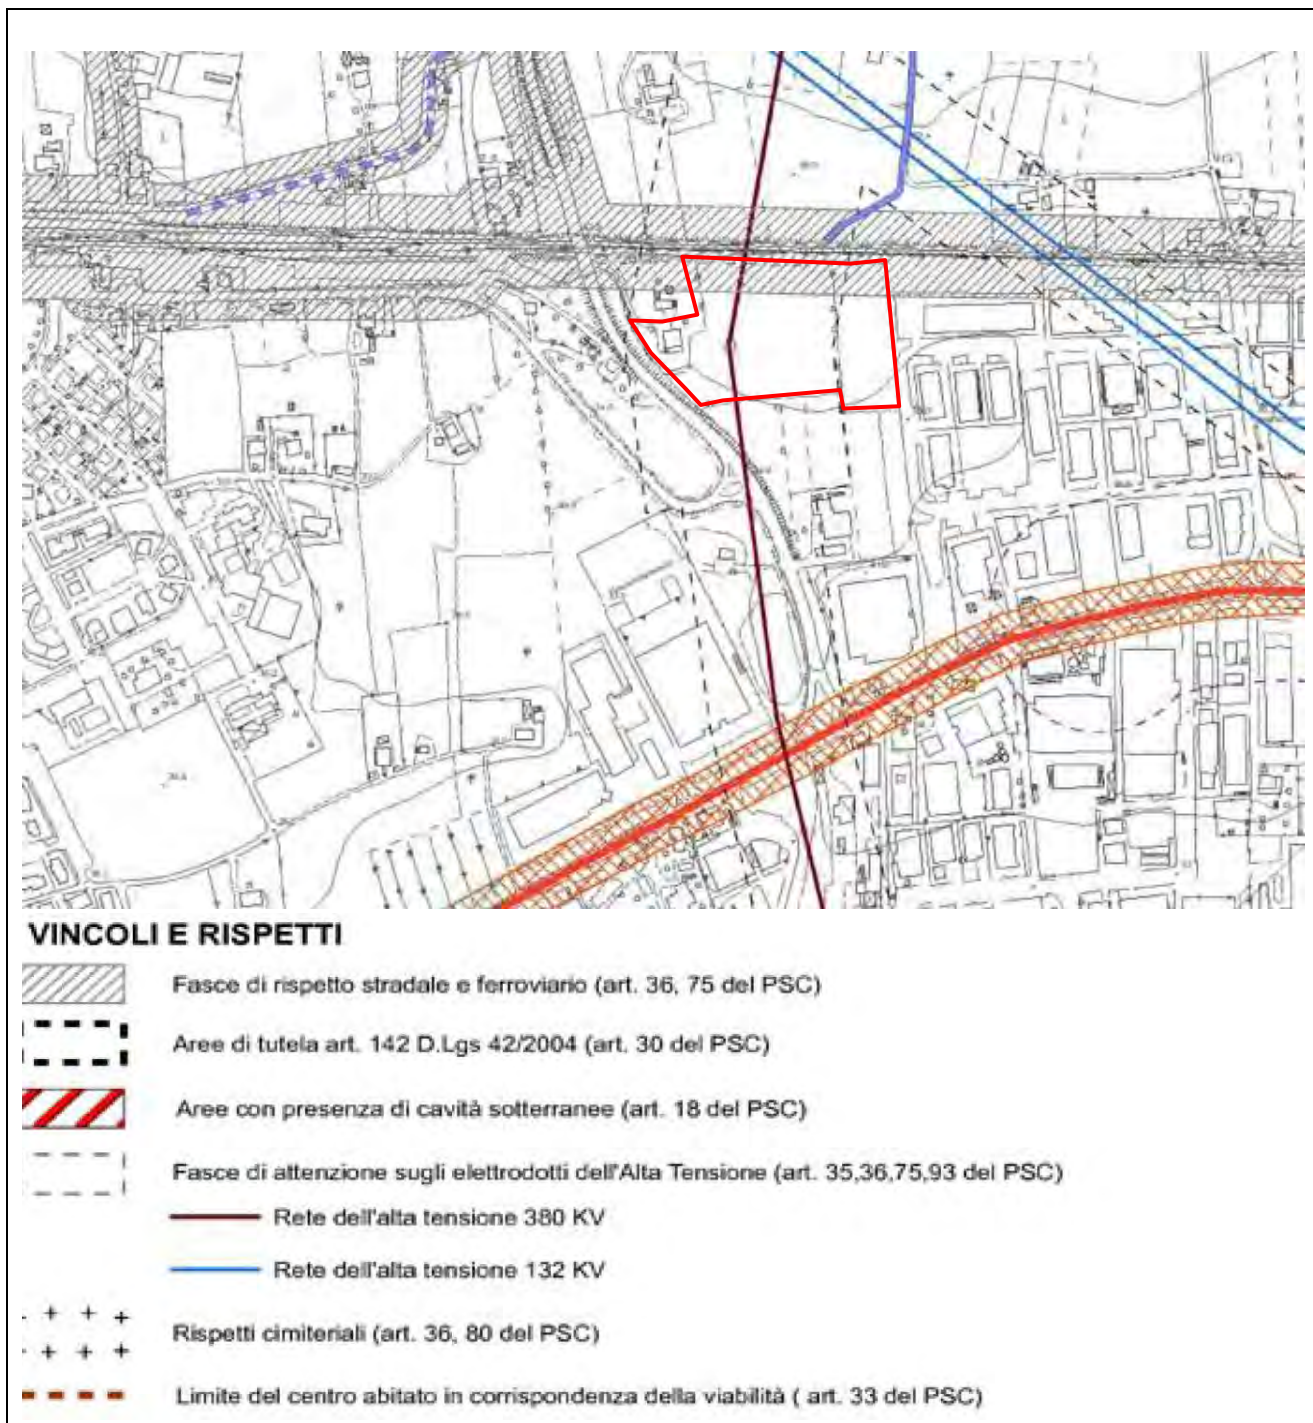 VINCOLI E RISPETTI
Fasce di rispetto stradale e ferroviario (art. 36, 75 del PSC)
Aree di tutela art. 142 D.Lgs 42/2004 (art. 30 del PSC)
Aree con presenza di cavità sotterranee (art. 18 del PSC)
Fasce di attenzione sugli elettrodotti dell'Alta Tensione (art. 35,36,75,93 del PSC)
Rete dell'alta tensione 380 KV
Rete dell'alta tensione 132 KV
Rispetti cimiteriali (art. 36, 80 del PSC)
Limite del centro abitato in corrispondenza della viabilità ( art. 33 del PSC)